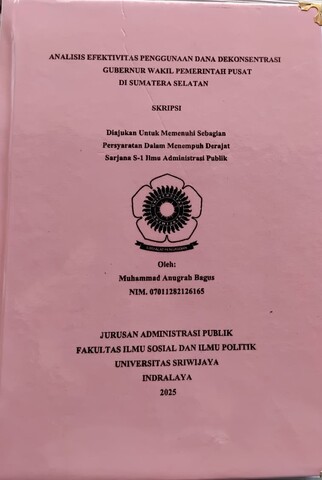 ANALISIS EFEKTIVITAS PENGGUNAAN DANA DEKONSENTRASI
GUBERNUR WAKIL PEMERINTAH PUSAT
DI SUMATERA SELATAN
SKRIPSI
Diajukan Untuk Memenuhi Sebagian
Persyaratan Dalam Menempuh Derajat
Sarjana S-1 Ilmu Administrasi Publik
Oleh:
Muhammad Anugrah Bagus
NIM. 07011282126165
JURUSAN ADMINISTRASI PUBLIK
FAKULTAS ILMU SOSIAL DAN ILMU POLITIK
UNIVERSITAS SRIWIJAYA
INDRALAYA
2025